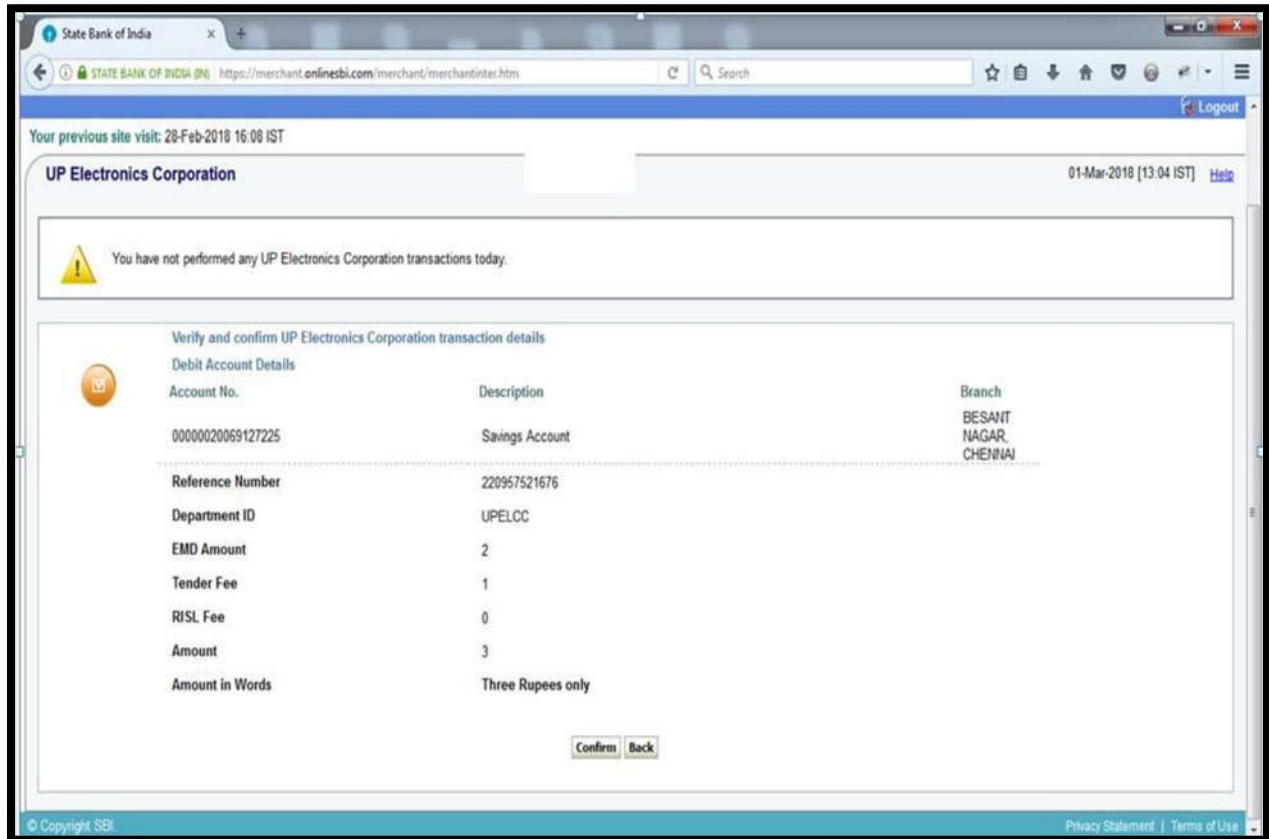 State Bank of India
STATE BANK OF INDIA (IN) https://merchant.onlinesbi.com/merchant/merchantinter.htm Search
Logout
Your previous site visit: 28-Feb-2018 16:08 IST
UP Electronics Corporation 01-Mar-2018 [13:04 IST] Help
You have not performed any UP Electronics Corporation transactions today.
Verify and confirm UP Electronics Corporation transaction details
Debit Account Details
Account No. Description Branch
00000020069127225 Savings Account BESANT
NAGAR,
CHENNAI
Reference Number 220957521676
Department ID UPELCC
EMD Amount 2
Tender Fee 1
RISL Fee 0
Amount 3
Amount in Words Three Rupees only
Confirm Back
© Copyright SBI. Privacy Statement | Terms of Use